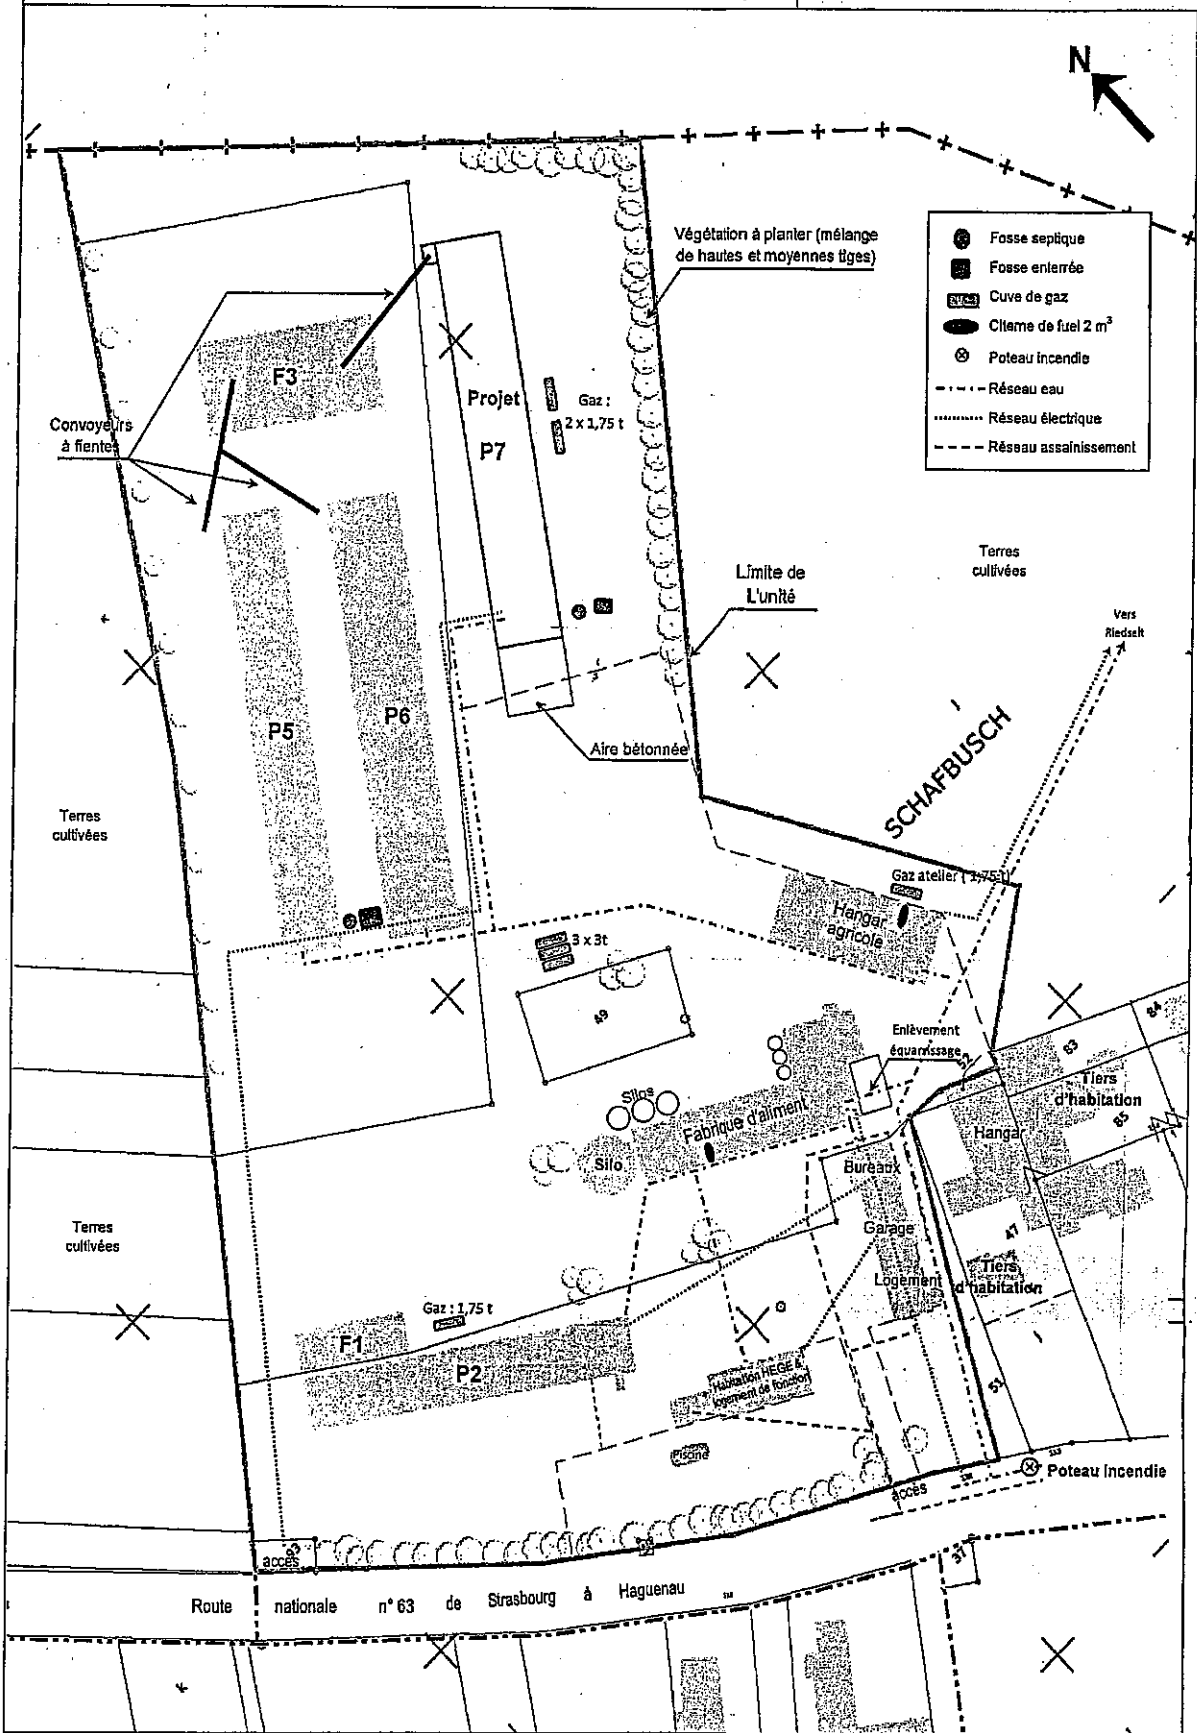 N
Végétation à planter (mélange
de hautes et moyennes tiges)
Fosse septique
Fosse enterrée
Cuve de gaz
Citerne de fuel 2 m³
Poteau incendie
Réseau eau
Réseau électrique
Réseau assainissement
F3
Convoyeurs
à fientes
Projet
P7
Gaz :
2 x 1,75 t
Terres
cultivées
Limite de
L'unité
Vers
Riedselt
P5
P6
Aire bétonnée
SCHAFBUSCH
Terres
cultivées
Gaz atelier ( 1,75 t)
Hangar
agricole
3 x 3t
49
Enlèvement
équarrissage
52
83
84
Tiers
d'habitation
85
Silos
Fabrique d'aliment
Silo
Hangar
Bureaux
Garage
47
Logement
Tiers
d'habitation
Terres
cultivées
Gaz : 1,75 t
F1
P2
Habitation HEGE &
logement de fonction
51
Piscine
accès
Poteau incendie
accès
Route nationale n° 63 de Strasbourg à Haguenau
31